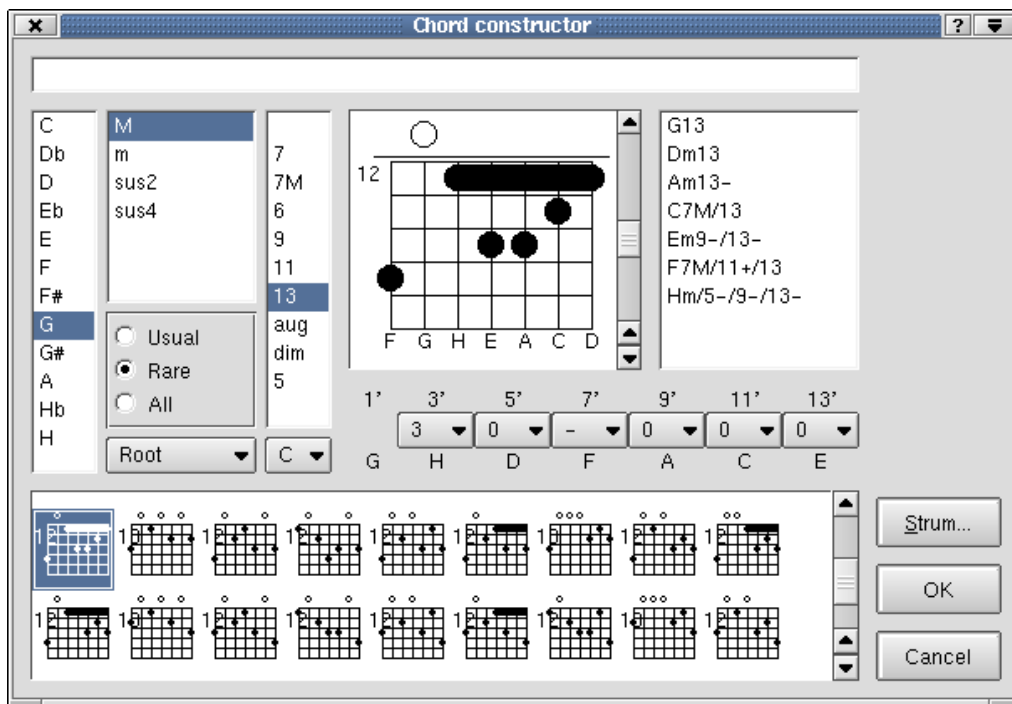 Chord constructor
?
C
Db
D
Eb
E
F
F#
G
G#
A
Hb
H
M
m
sus2
sus4
Usual
Rare
All
Root
7
7M
6
9
11
13
aug
dim
5
C
12
F G H E A C D
G13
Dm13
Am13-
C7M/13
Em9-/13-
F7M/11+/13
Hm/5-/9-/13-
1' 3' 5' 7' 9' 11' 13'
3 0 - 0 0 0
G H D F A C E
Strum...
OK
Cancel